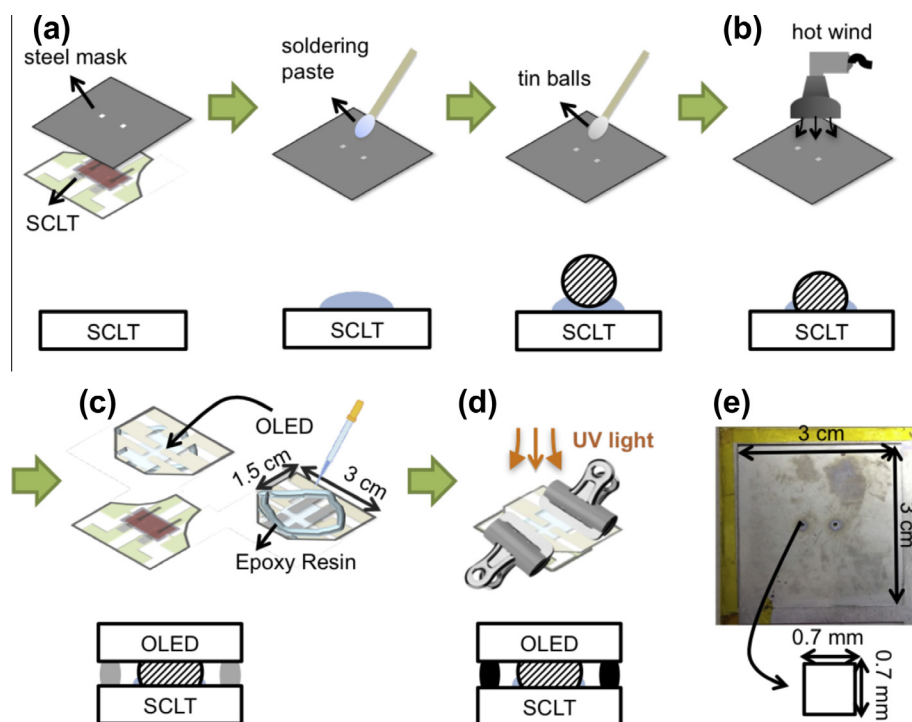 (a)
steel mask
SCLT
soldering
paste
tin balls
(b)
hot wind
SCLT
SCLT
SCLT
SCLT
(c)
OLED
1.5 cm
3 cm
Epoxy Resin
OLED
SCLT
(d)
UV light
OLED
SCLT
(e)
3 cm
3 cm
0.7 mm
0.7 mm